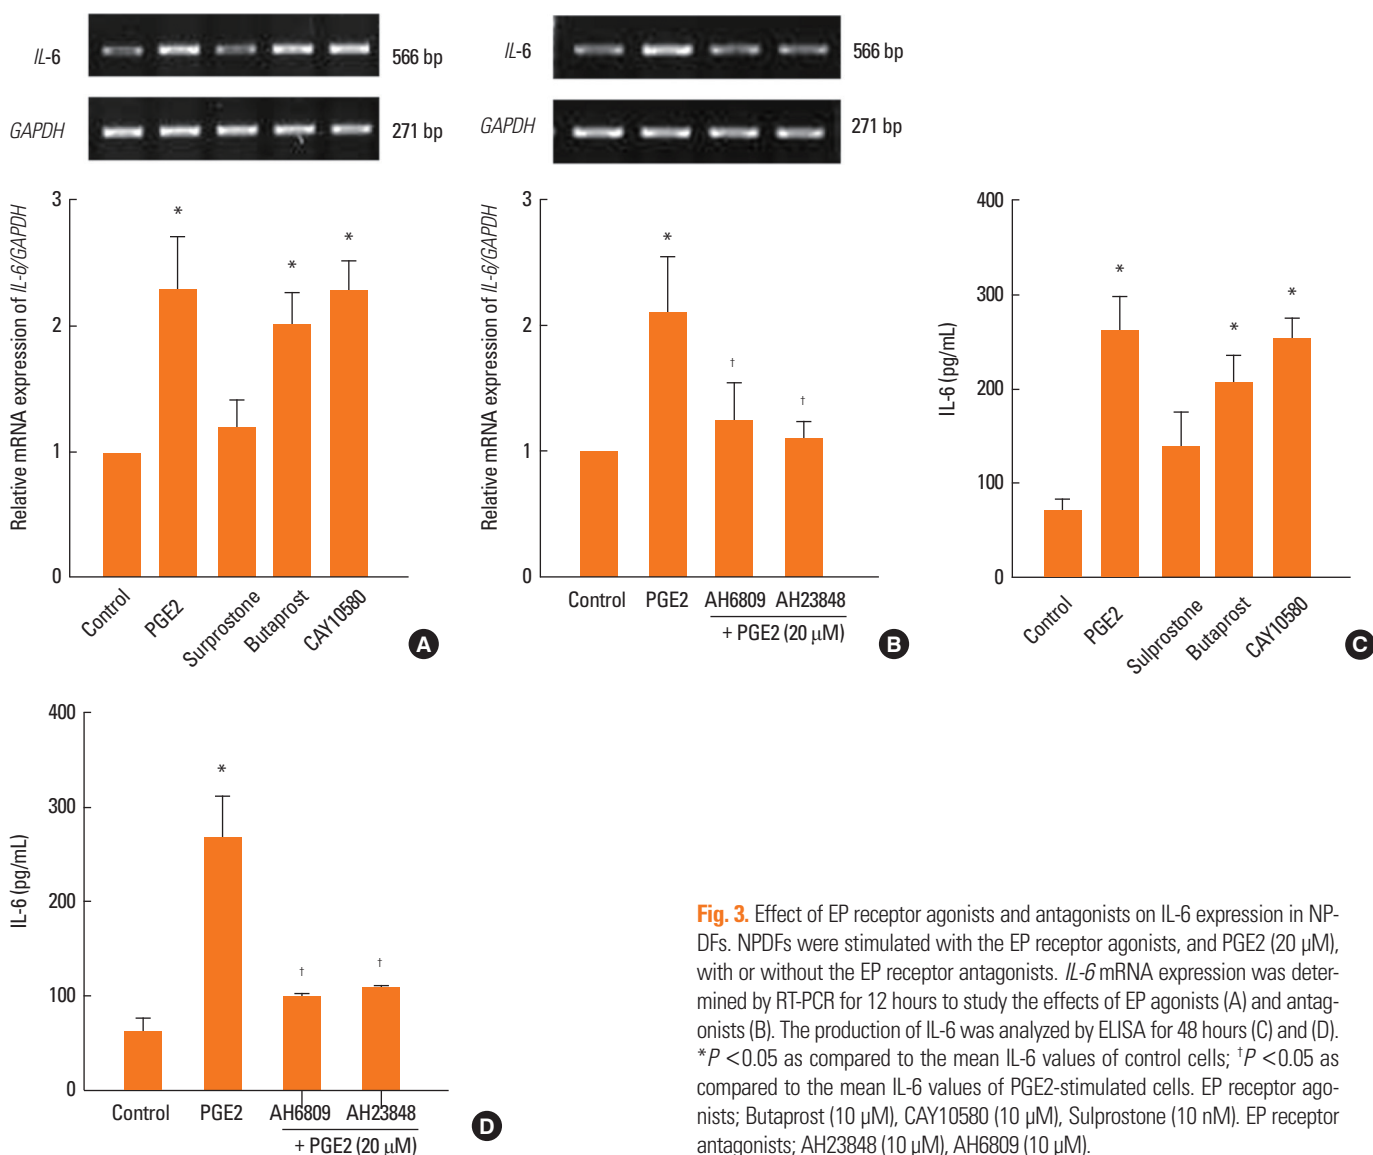 IL-6
566 bp
GAPDH
271 bp
Relative mRNA expression of IL-6/GAPDH
3
2
1
0
*
*
*
Control
PGE2
Surprostone
Butaprost
CAY10580
A
IL-6
566 bp
GAPDH
271 bp
Relative mRNA expression of IL-6/GAPDH
3
2
1
0
*
†
†
Control
PGE2
AH6809
AH23848
+ PGE2 (20 μM)
B
IL-6 (pg/mL)
400
300
200
100
0
*
*
*
Control
PGE2
Sulprostone
Butaprost
CAY10580
C
IL-6 (pg/mL)
400
300
200
100
0
*
†
†
Control
PGE2
AH6809
AH23848
+ PGE2 (20 μM)
D
Fig. 3. Effect of EP receptor agonists and antagonists on IL-6 expression in NP-
DFs. NPDFs were stimulated with the EP receptor agonists, and PGE2 (20 μM),
with or without the EP receptor antagonists. IL-6 mRNA expression was deter-
mined by RT-PCR for 12 hours to study the effects of EP agonists (A) and antag-
onists (B). The production of IL-6 was analyzed by ELISA for 48 hours (C) and (D).
*P <0.05 as compared to the mean IL-6 values of control cells; †P <0.05 as
compared to the mean IL-6 values of PGE2-stimulated cells. EP receptor ago-
nists; Butaprost (10 μM), CAY10580 (10 μM), Sulprostone (10 nM). EP receptor
antagonists; AH23848 (10 μM), AH6809 (10 μM).